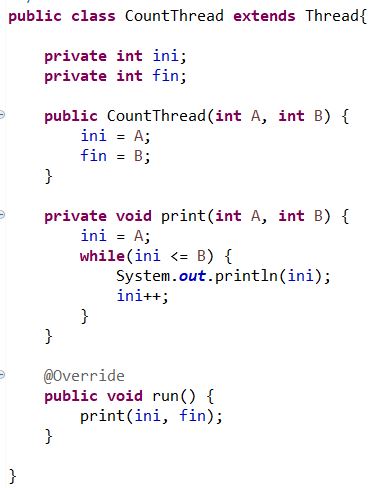 public class CountThread extends Thread{
private int ini;
private int fin;
public CountThread(int A, int B) {
ini = A;
fin = B;
}
private void print(int A, int B) {
ini = A;
while(ini <= B) {
System.out.println(ini);
ini++;
}
}
@Override
public void run() {
print(ini, fin);
}
}